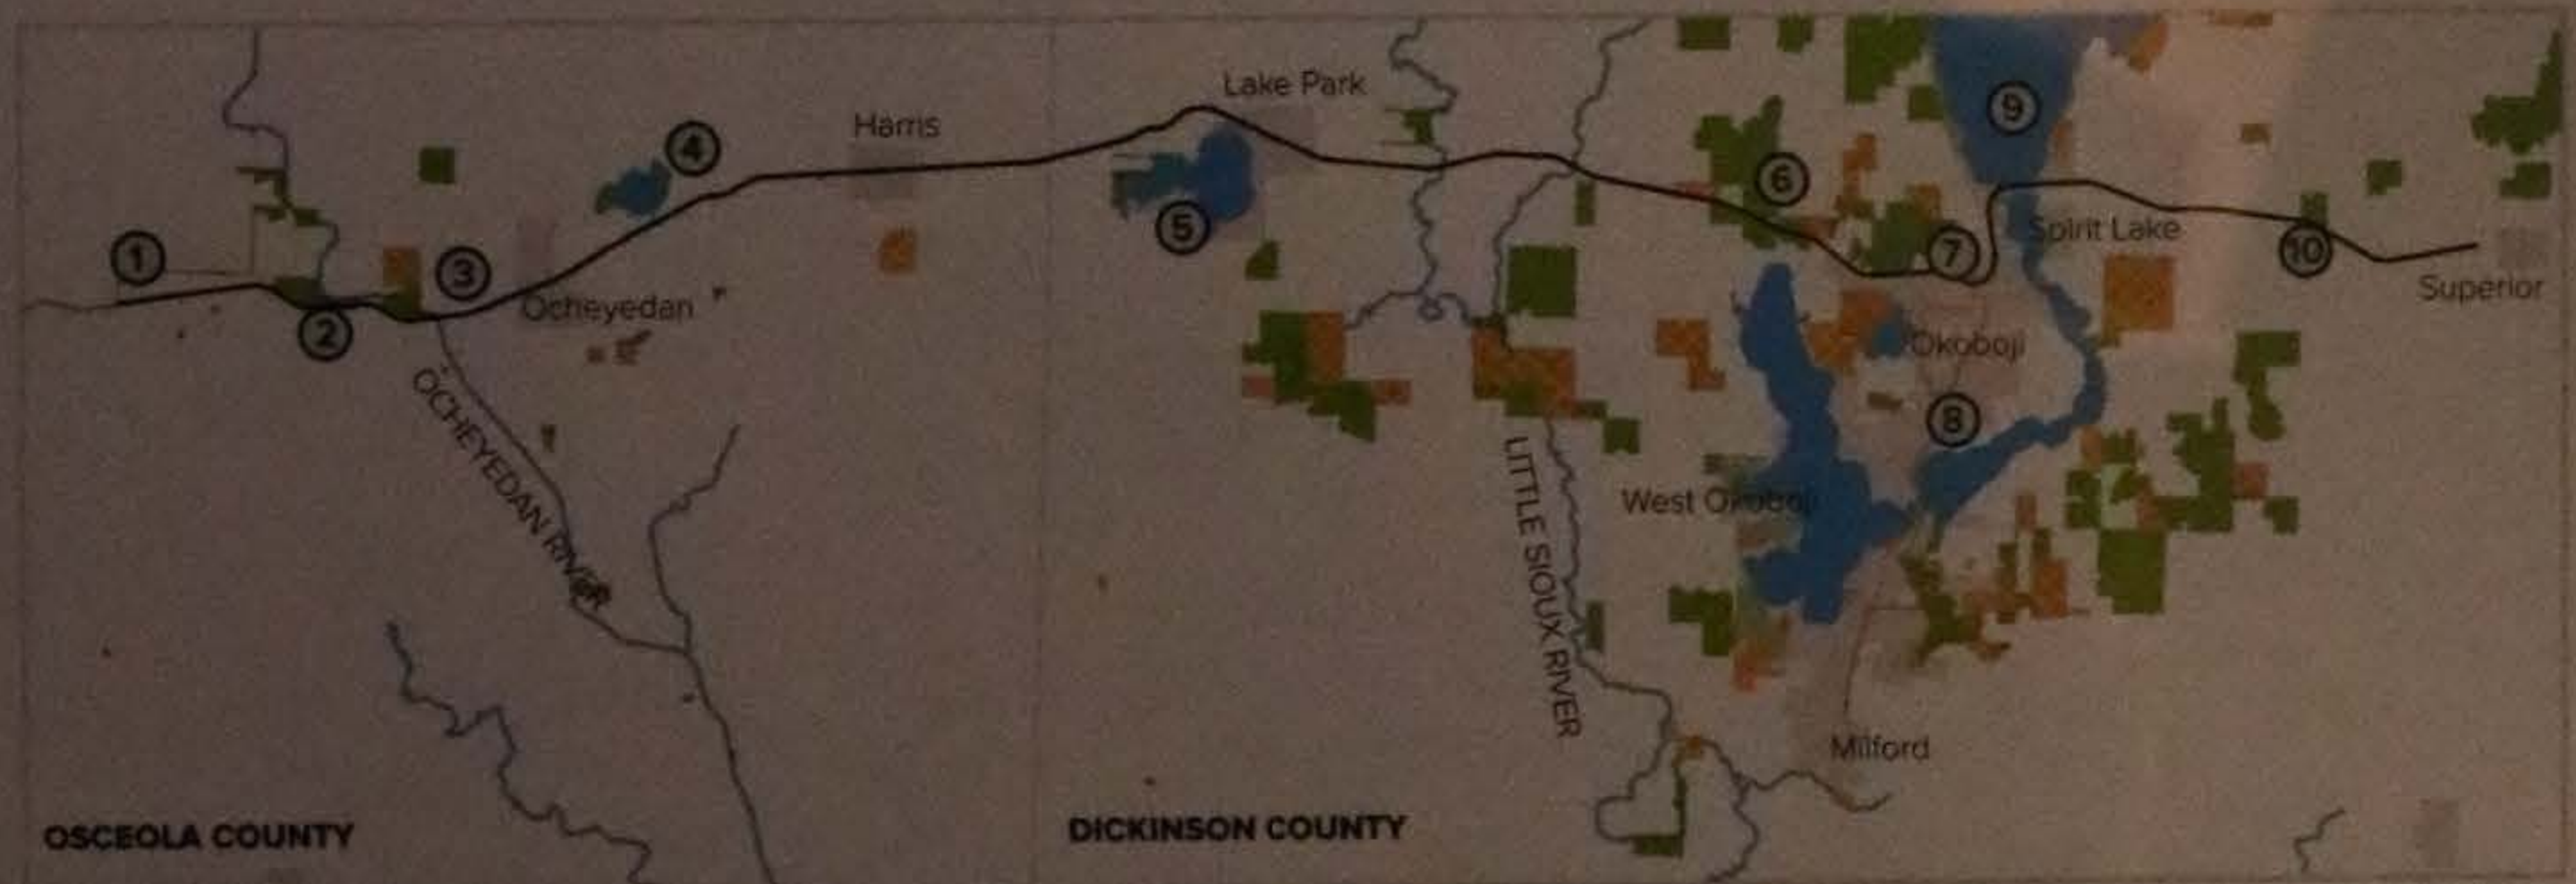 Lake Park
Harris
9
4
6
5
Spirit Lake
1
3
7
10
Ocheyedan
Superior
2
Okoboji
8
OCHEYEDAN RIVER
LITTLE SIOUX RIVER
West Okoboji
Milford
OSCEOLA COUNTY
DICKINSON COUNTY